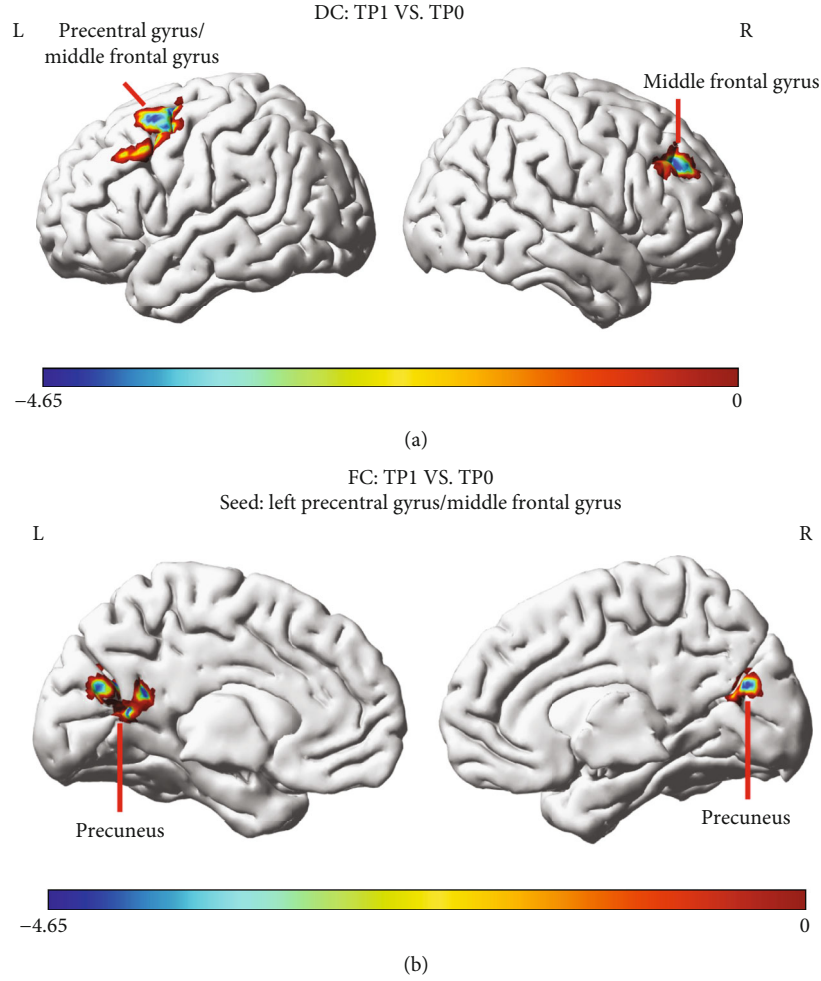 DC: TP1 VS. TP0
L
R
Precentral gyrus/
middle frontal gyrus
Middle frontal gyrus
−4.65
0
(a)
FC: TP1 VS. TP0
Seed: left precentral gyrus/middle frontal gyrus
L
R
Precuneus
Precuneus
−4.65
0
(b)